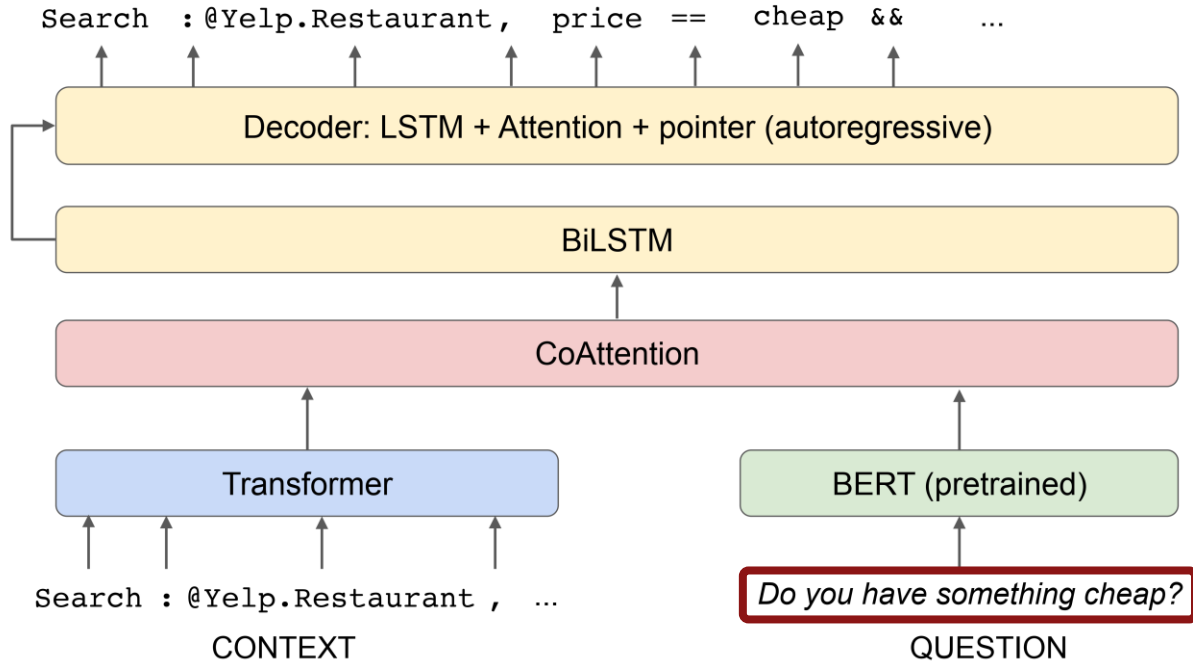 Search : @Yelp.Restaurant, price == cheap && ...
Decoder: LSTM + Attention + pointer (autoregressive)
BiLSTM
CoAttention
Transformer
BERT (pretrained)
Search : @Yelp.Restaurant , ...
Do you have something cheap?
CONTEXT
QUESTION